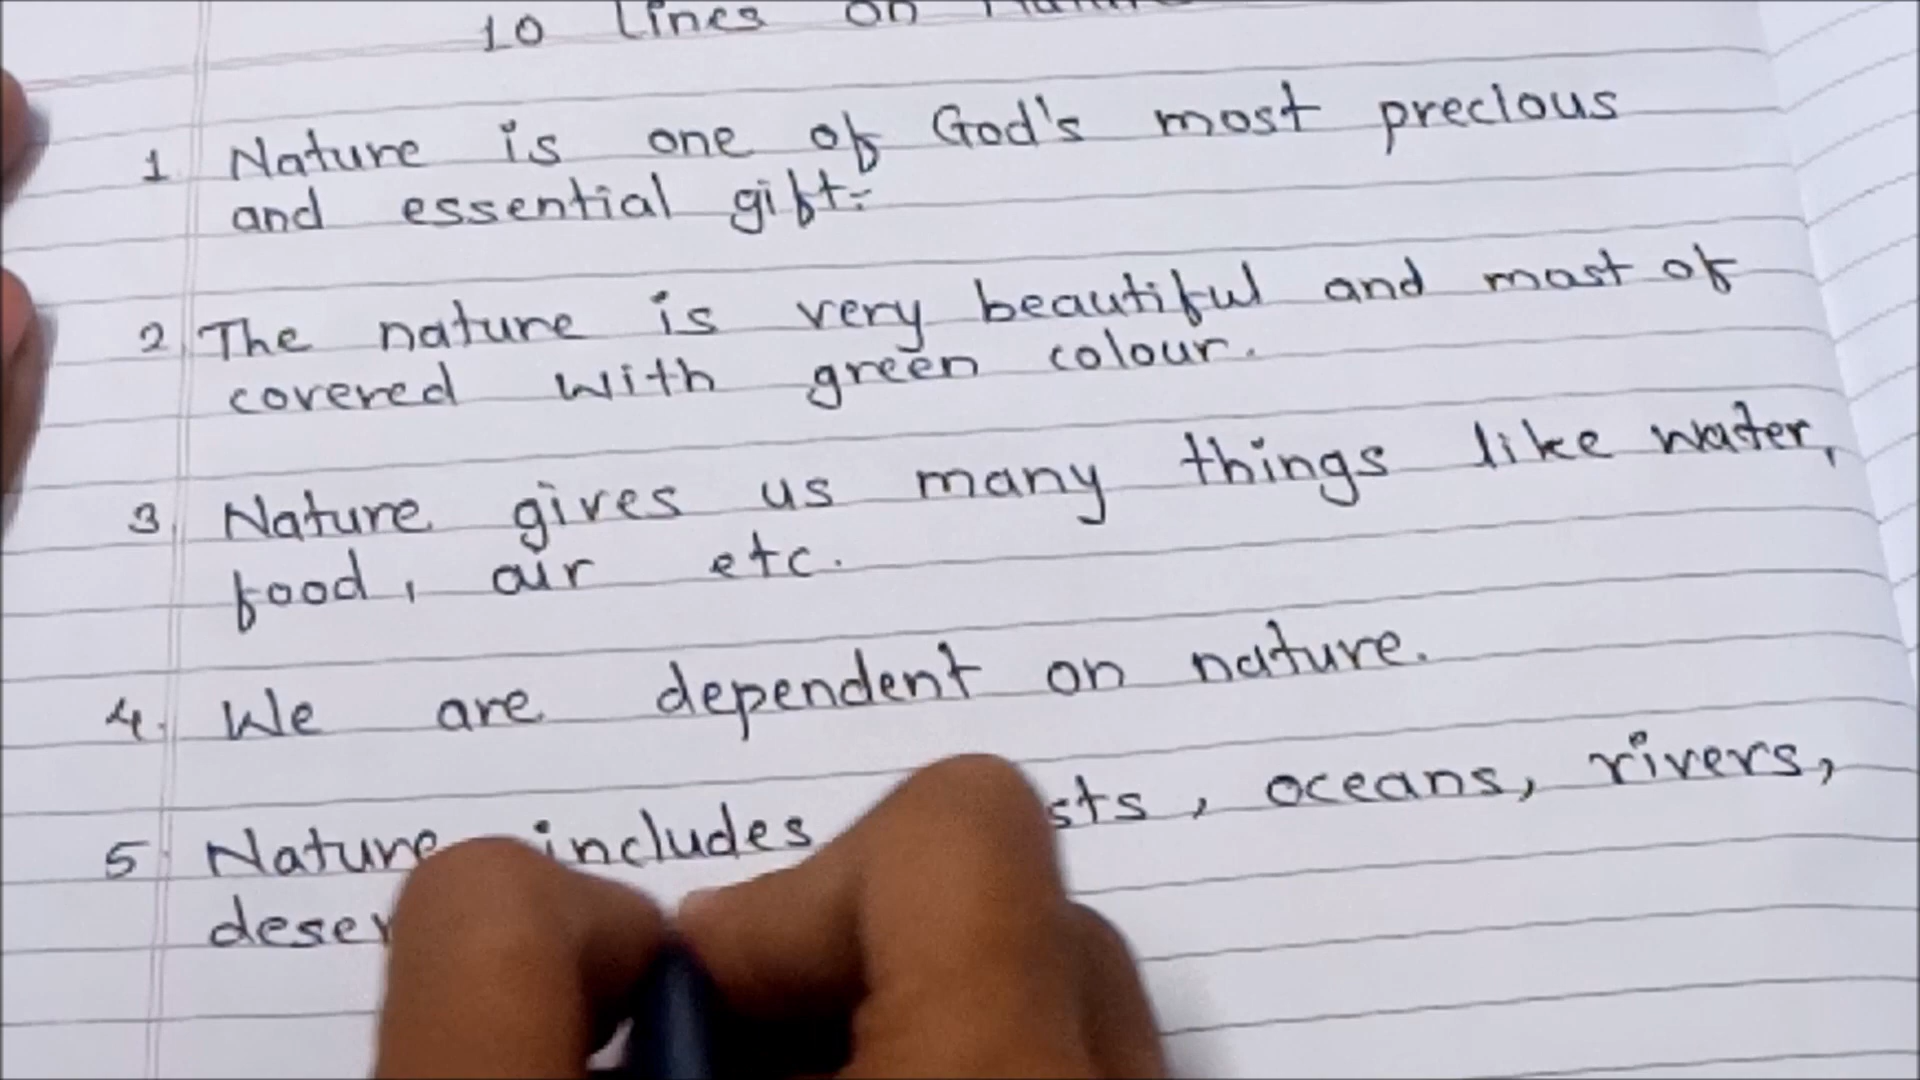 10 Lines on Nature
1 Nature is one of God's most precious
and essential gift.
2 The nature is very beautiful and most of
covered with green colour.
3. Nature gives us many things like water,
food, air etc.
4. We are dependent on nature.
5 Nature includes sts, oceans, rivers,
deser